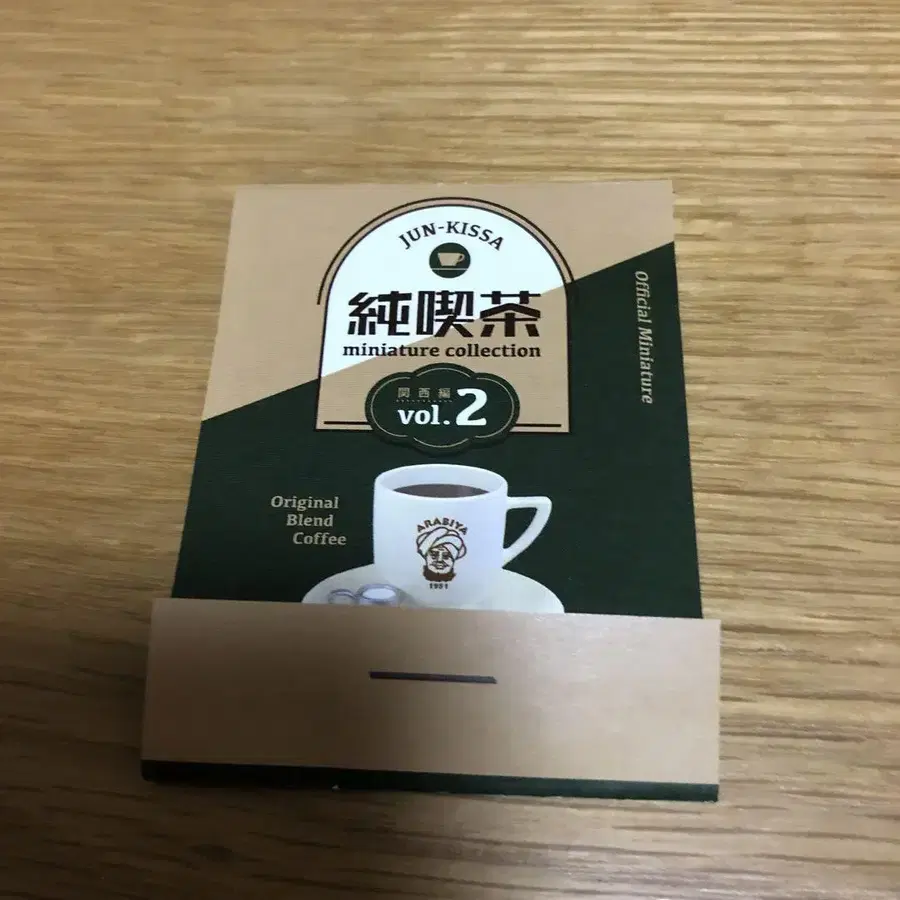 JUN-KISSA
純喫茶
miniature collection
関西編
vol.2
Official Miniature
Original
Blend
Coffee
ARABIYA
1951